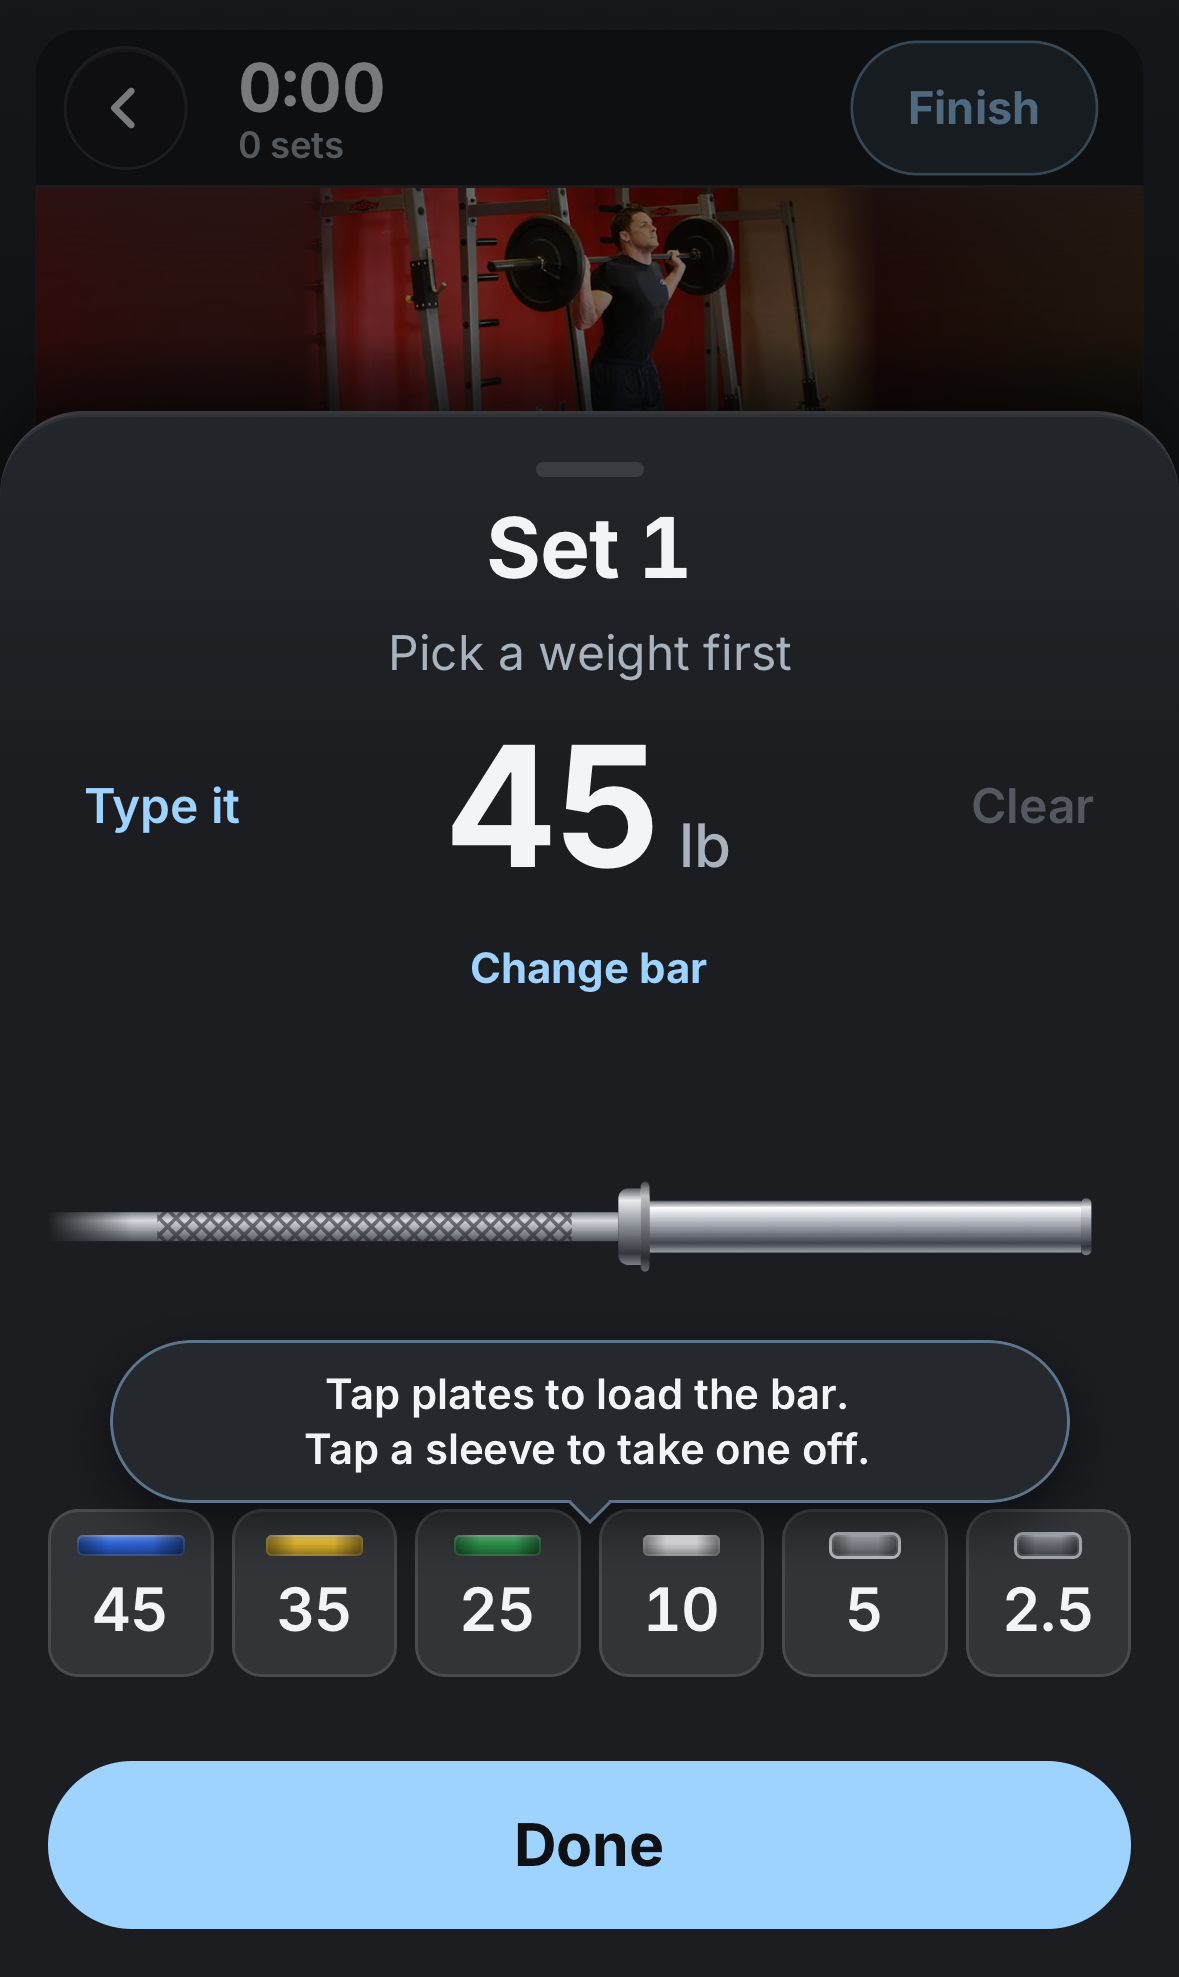 0:00
0 sets
Finish
Set 1
Pick a weight first
Type it
45 lb
Clear
Change bar
Tap plates to load the bar.
Tap a sleeve to take one off.
45
35
25
10
5
2.5
Done